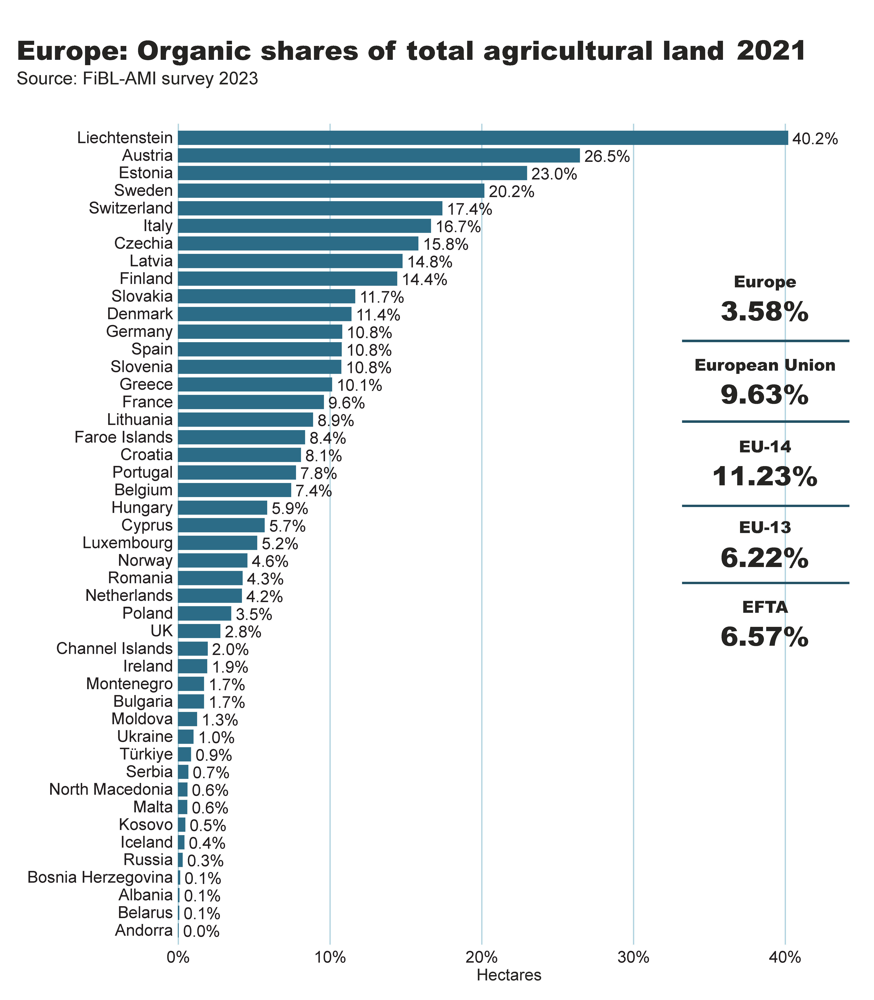 Europe: Organic shares of total agricultural land 2021
Source: FiBL-AMI survey 2023
Liechtenstein 40.2%
Austria 26.5%
Estonia 23.0%
Sweden 20.2%
Switzerland 17.4%
Italy 16.7%
Czechia 15.8%
Latvia 14.8%
Finland 14.4%
Slovakia 11.7%
Denmark 11.4%
Germany 10.8%
Spain 10.8%
Slovenia 10.8%
Greece 10.1%
France 9.6%
Lithuania 8.9%
Faroe Islands 8.4%
Croatia 8.1%
Portugal 7.8%
Belgium 7.4%
Hungary 5.9%
Cyprus 5.7%
Luxembourg 5.2%
Norway 4.6%
Romania 4.3%
Netherlands 4.2%
Poland 3.5%
UK 2.8%
Channel Islands 2.0%
Ireland 1.9%
Montenegro 1.7%
Bulgaria 1.7%
Moldova 1.3%
Ukraine 1.0%
Türkiye 0.9%
Serbia 0.7%
North Macedonia 0.6%
Malta 0.6%
Kosovo 0.5%
Iceland 0.4%
Russia 0.3%
Bosnia Herzegovina 0.1%
Albania 0.1%
Belarus 0.1%
Andorra 0.0%
0% 10% 20% 30% 40%
Hectares
Europe
3.58%
European Union
9.63%
EU-14
11.23%
EU-13
6.22%
EFTA
6.57%